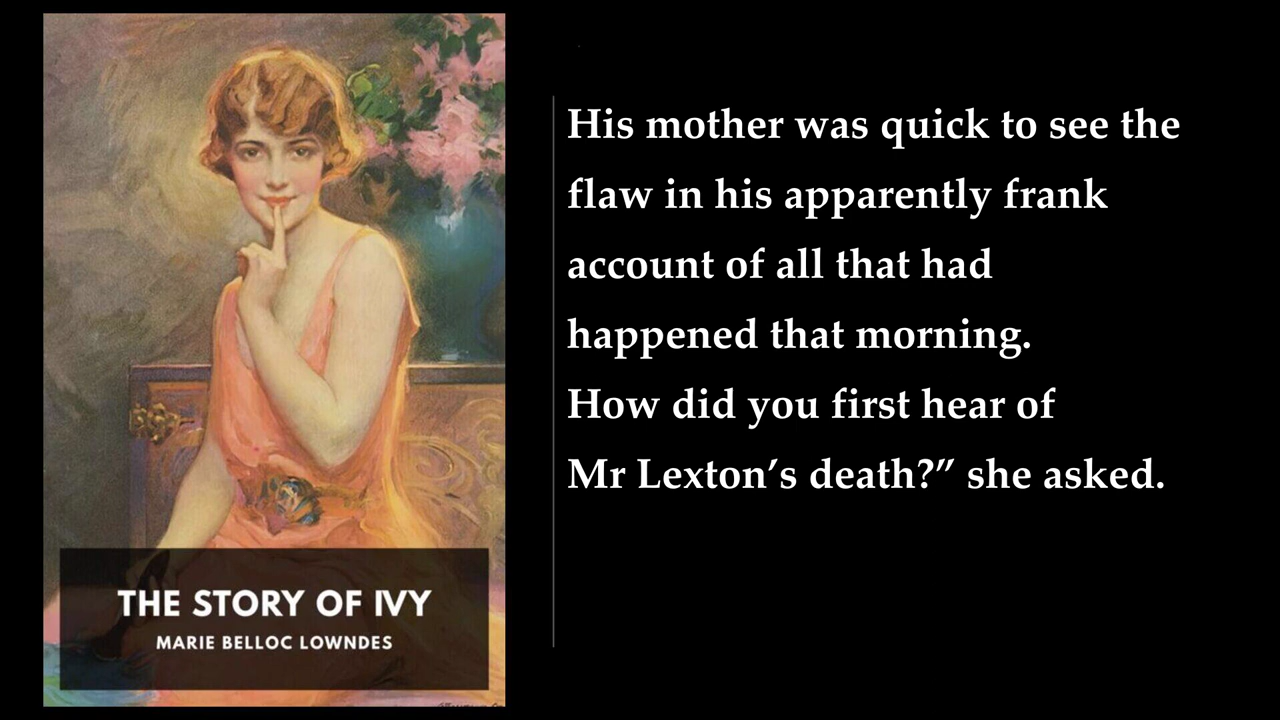 His mother was quick to see the
flaw in his apparently frank
account of all that had
happened that morning.
How did you first hear of
Mr Lexton’s death?” she asked.
THE STORY OF IVY
MARIE BELLOC LOWNDES